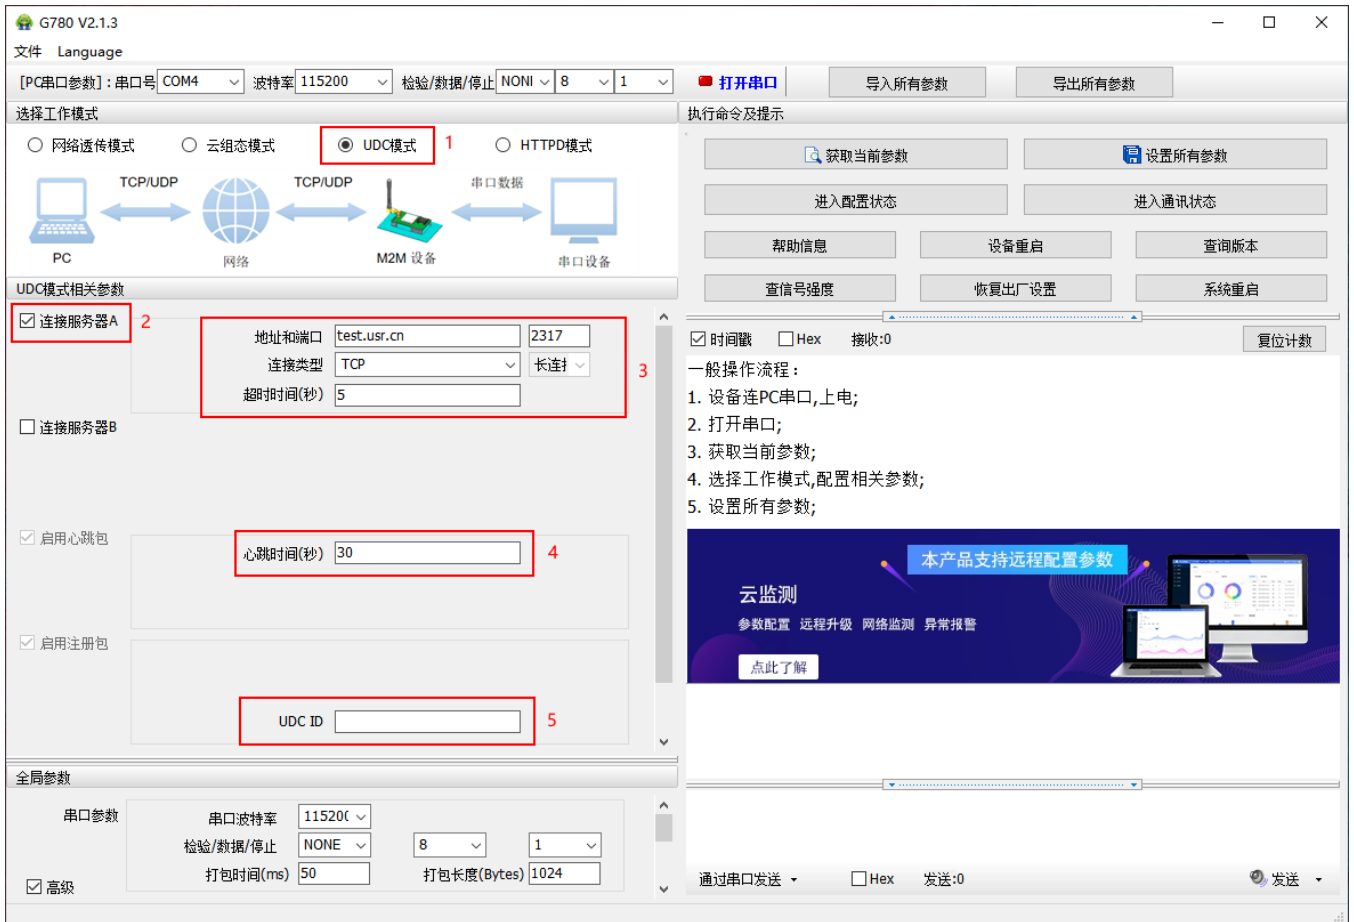 G780 V2.1.3
文件 Language
[PC串口参数]：串口号 COM4 波特率 115200 检验/数据/停止 NONI 8 1 打开串口 导入所有参数 导出所有参数
选择工作模式
网络透传模式 云组态模式 UDC模式 1 HTTPD模式
TCP/UDP TCP/UDP 串口数据
PC 网络 M2M 设备 串口设备
UDC模式相关参数
连接服务器A 2
地址和端口 test.usr.cn 2317
连接类型 TCP 长连接 3
超时时间(秒) 5
连接服务器B
启用心跳包
心跳时间(秒) 30 4
启用注册包
UDC ID 5
全局参数
串口参数 串口波特率 115200
检验/数据/停止 NONE 8 1
打包时间(ms) 50 打包长度(Bytes) 1024
高级
执行命令及提示
获取当前参数 设置所有参数
进入配置状态 进入通讯状态
帮助信息 设备重启 查询版本
查信号强度 恢复出厂设置 系统重启
时间戳 Hex 接收:0 复位计数
一般操作流程：
1. 设备连PC串口,上电;
2. 打开串口;
3. 获取当前参数;
4. 选择工作模式,配置相关参数;
5. 设置所有参数;
本产品支持远程配置参数
云监测
参数配置 远程升级 网络监测 异常报警
点此了解
通过串口发送 Hex 发送:0 发送